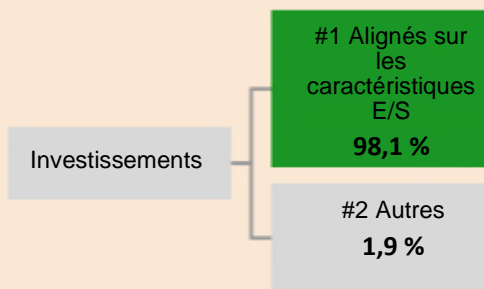 #1 Alignés sur
les
caractéristiques
E/S
98,1 %
Investissements
#2 Autres
1,9 %